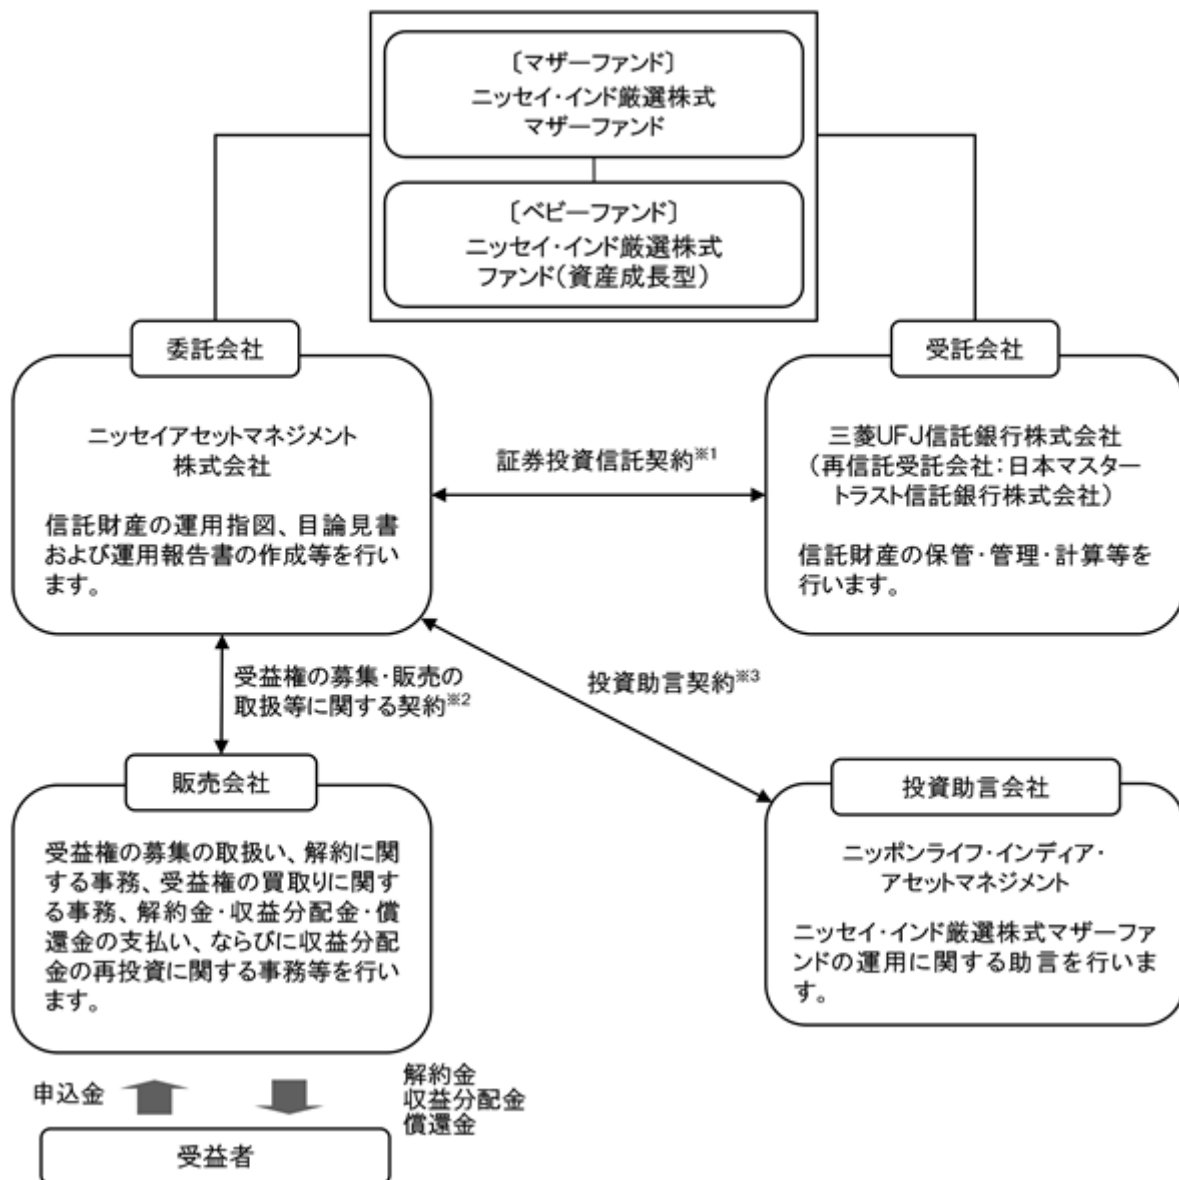 〔マザーファンド〕
ニッセイ・インド厳選株式
マザーファンド
〔ベビーファンド〕
ニッセイ・インド厳選株式
ファンド(資産成長型)
委託会社
ニッセイアセットマネジメント
株式会社
信託財産の運用指図、目論見書
および運用報告書の作成等を行い
ます。
証券投資信託契約※1
受託会社
三菱UFJ信託銀行株式会社
(再信託受託会社:日本マスター
トラスト信託銀行株式会社)
信託財産の保管・管理・計算等を
行います。
受益権の募集・販売の
取扱等に関する契約※2
投資助言契約※3
販売会社
受益権の募集の取扱い、解約に関
する事務、受益権の買取りに関す
る事務、解約金・収益分配金・償
還金の支払い、ならびに収益分配
金の再投資に関する事務等を行い
ます。
投資助言会社
ニッポンライフ・インディア・
アセットマネジメント
ニッセイ・インド厳選株式マザーファ
ンドの運用に関する助言を行いま
す。
申込金
解約金
収益分配金
償還金
受益者